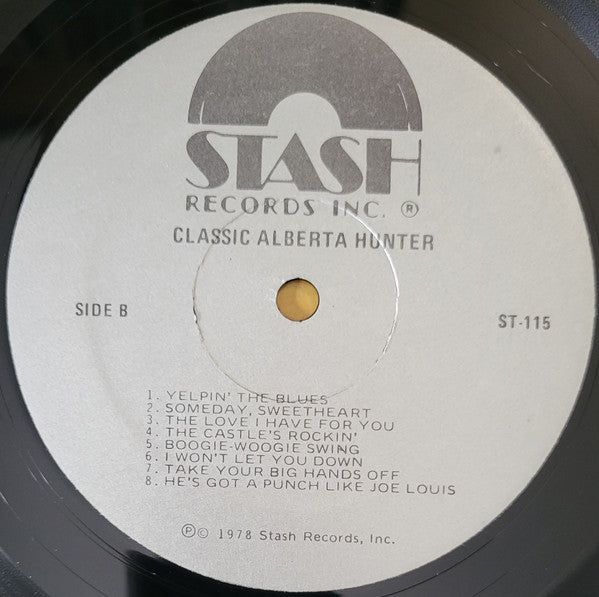 STASH
RECORDS INC. ®
CLASSIC ALBERTA HUNTER
SIDE B
ST-115
1. YELPIN' THE BLUES
2. SOMEDAY, SWEETHEART
3. THE LOVE I HAVE FOR YOU
4. THE CASTLE'S ROCKIN'
5. BOOGIE-WOOGIE SWING
6. I WON'T LET YOU DOWN
7. TAKE YOUR BIG HANDS OFF
8. HE'S GOT A PUNCH LIKE JOE LOUIS
℗© 1978 Stash Records, Inc.